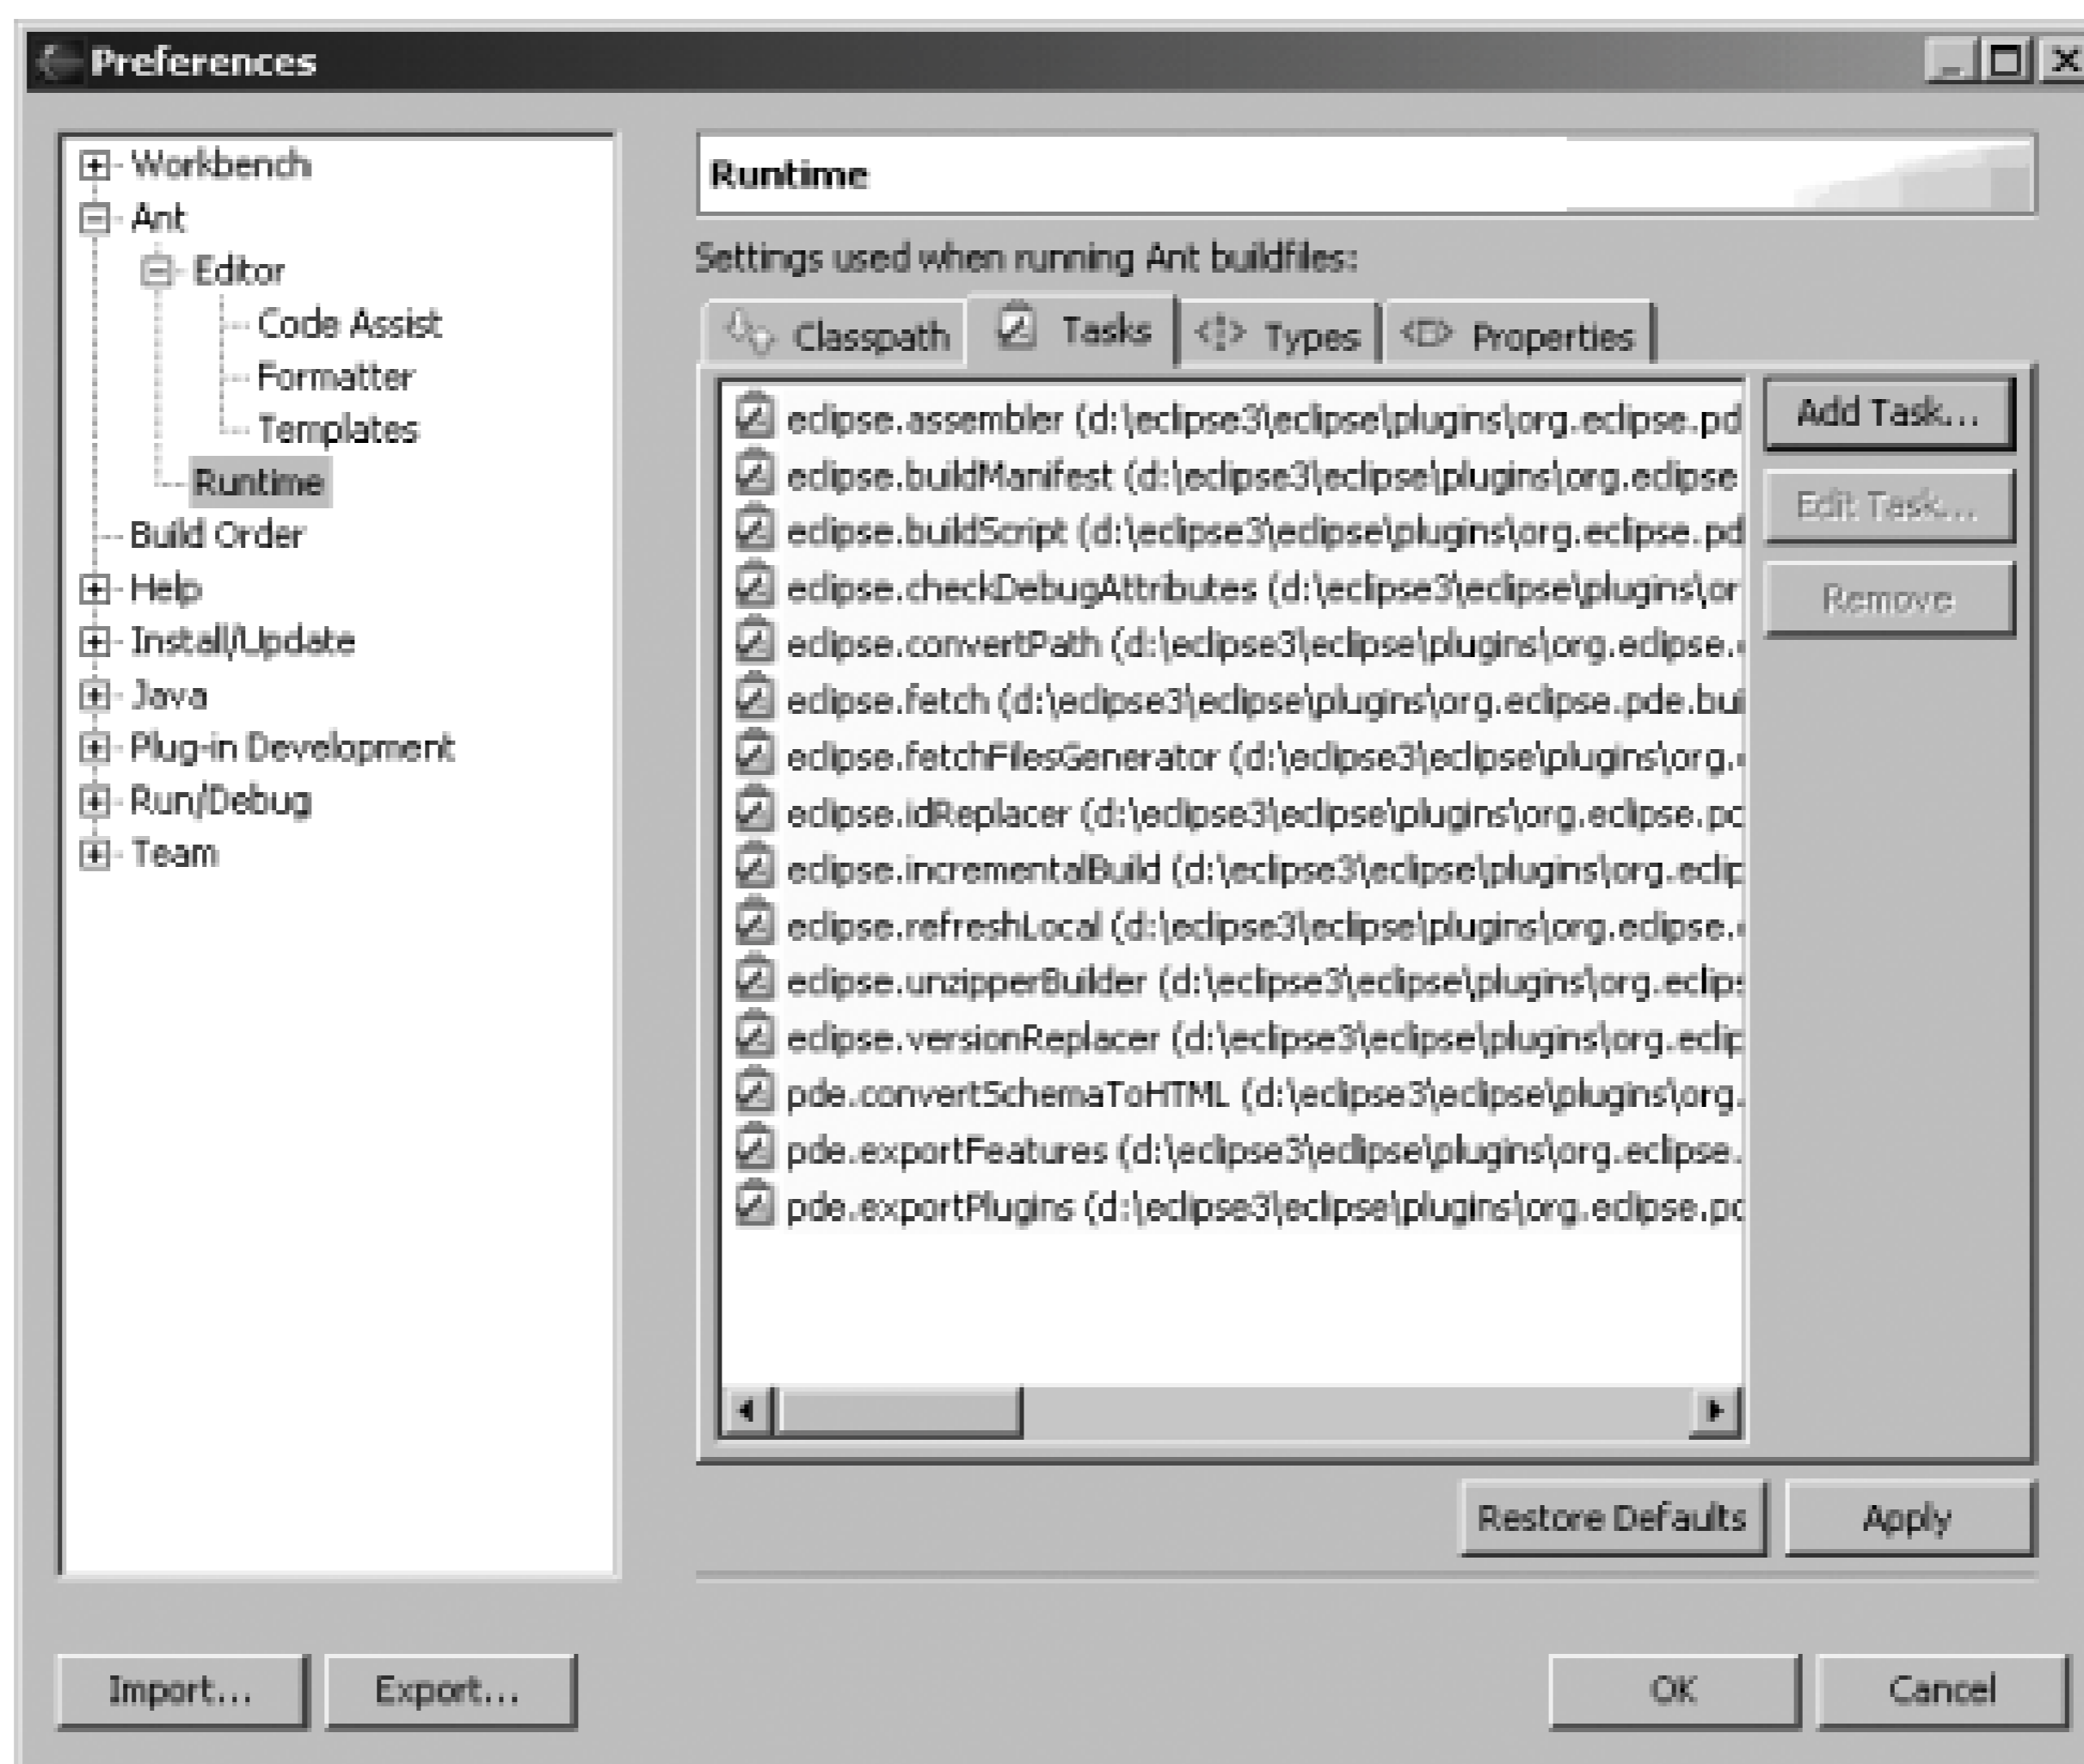 Preferences
Workbench
Ant
Editor
Code Assist
Formatter
Templates
Runtime
Build Order
Help
Install/Update
Java
Plug-in Development
Run/Debug
Team
Runtime
Settings used when running Ant buildfiles:
Classpath Tasks Types Properties
eclipse.assembler (d:\eclipse3\eclipse\plugins\org.eclipse.pd
eclipse.buildManifest (d:\eclipse3\eclipse\plugins\org.eclipse
eclipse.buildScript (d:\eclipse3\eclipse\plugins\org.eclipse.pd
eclipse.checkDebugAttributes (d:\eclipse3\eclipse\plugins\or
eclipse.convertPath (d:\eclipse3\eclipse\plugins\org.eclipse.
eclipse.fetch (d:\eclipse3\eclipse\plugins\org.eclipse.pde.bui
eclipse.fetchFilesGenerator (d:\eclipse3\eclipse\plugins\org.
eclipse.idReplacer (d:\eclipse3\eclipse\plugins\org.eclipse.pd
eclipse.incrementalBuild (d:\eclipse3\eclipse\plugins\org.eclip
eclipse.refreshLocal (d:\eclipse3\eclipse\plugins\org.eclipse.
eclipse.unzipperBuilder (d:\eclipse3\eclipse\plugins\org.eclips
eclipse.versionReplacer (d:\eclipse3\eclipse\plugins\org.eclip
pde.convertSchemaToHTML (d:\eclipse3\eclipse\plugins\org.
pde.exportFeatures (d:\eclipse3\eclipse\plugins\org.eclipse.
pde.exportPlugins (d:\eclipse3\eclipse\plugins\org.eclipse.pd
Add Task...
Edit Task...
Remove
Restore Defaults Apply
Import... Export... OK Cancel